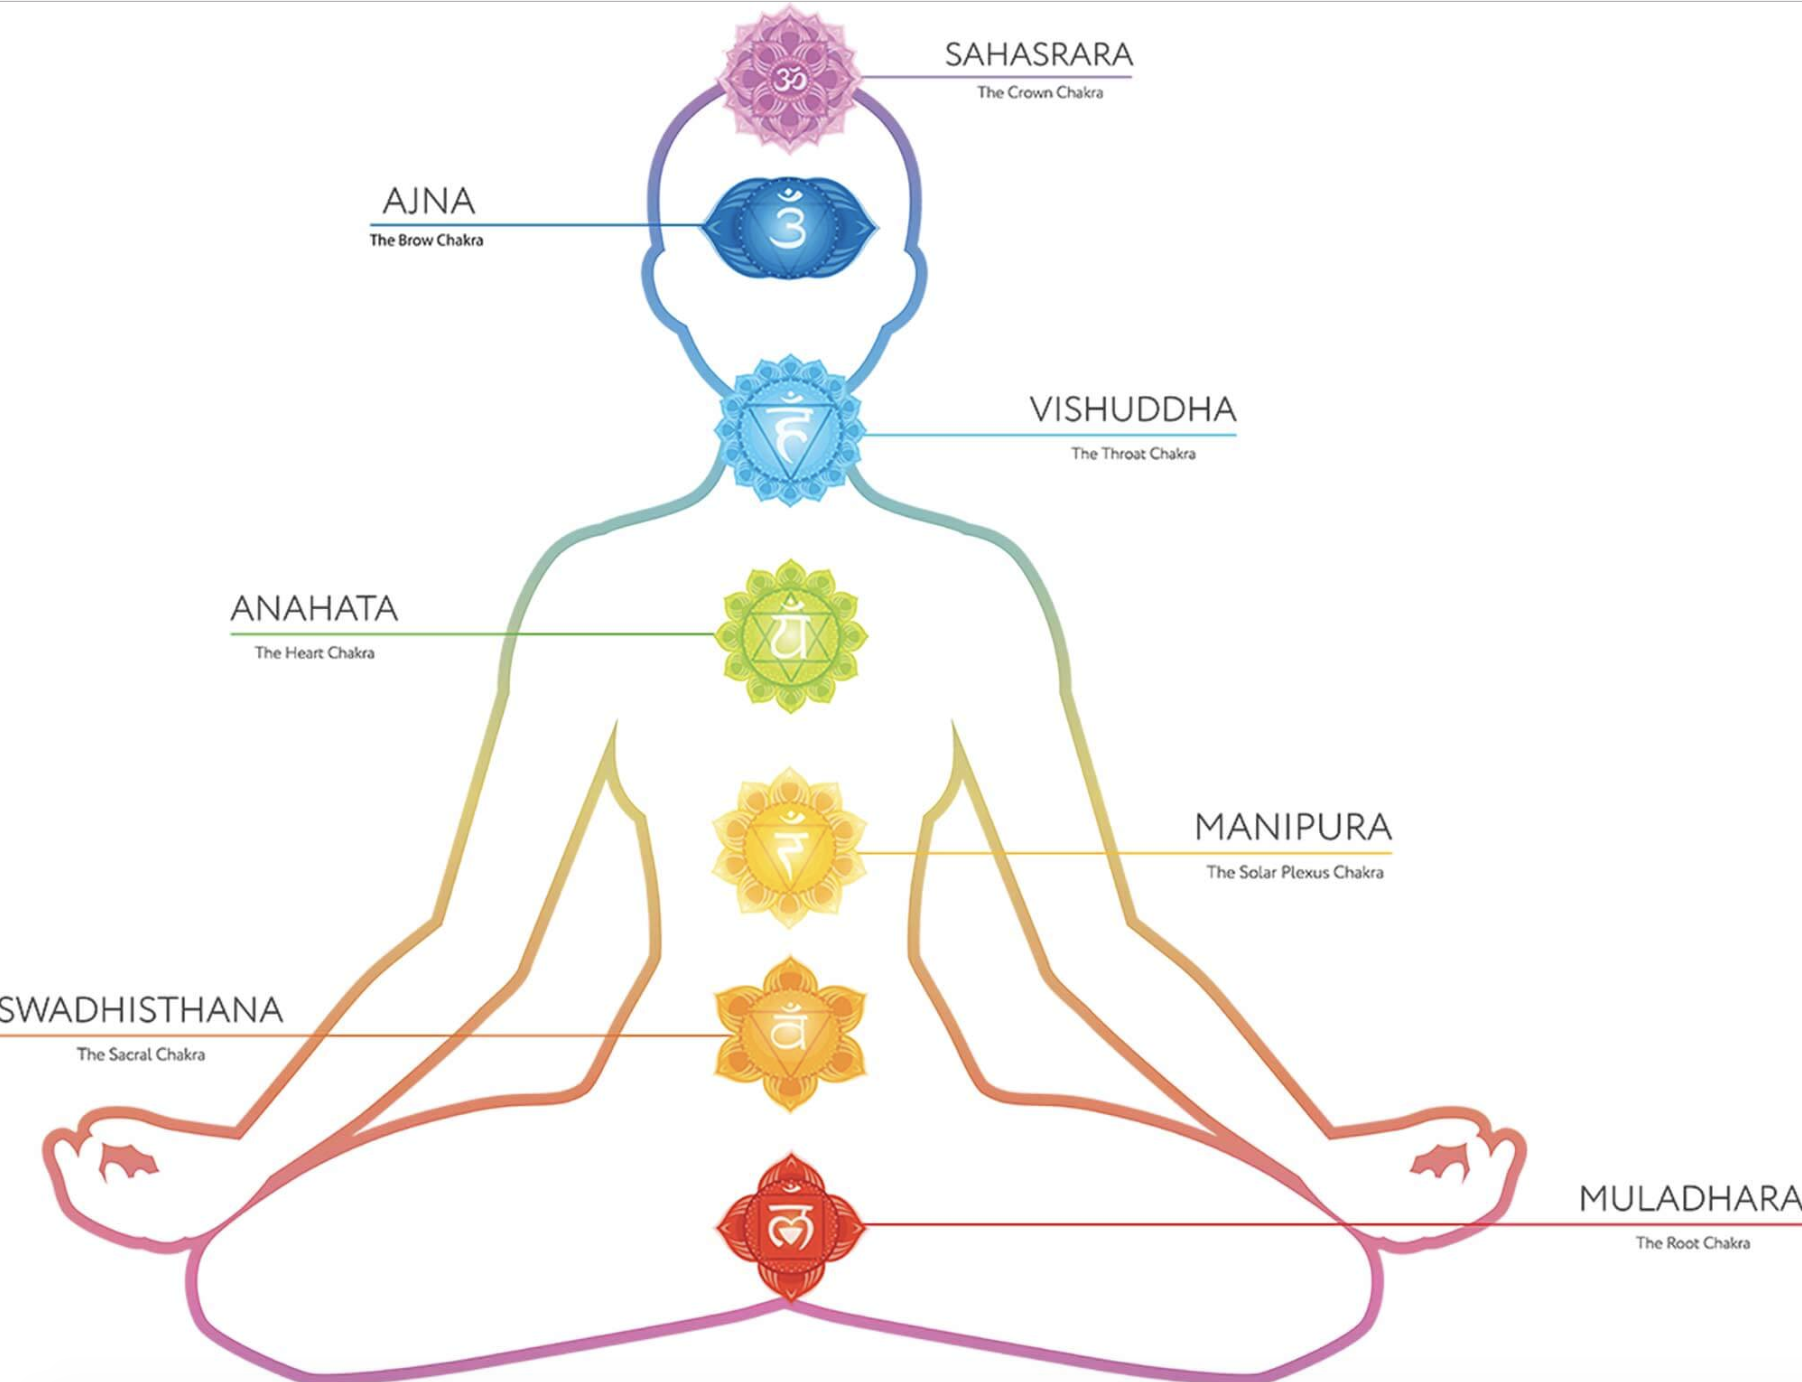 SAHASRARA
The Crown Chakra
ॐ
AJNA
The Brow Chakra
ॐ
VISHUDDHA
The Throat Chakra
हँ
ANAHATA
The Heart Chakra
यँ
MANIPURA
The Solar Plexus Chakra
रँ
SWADHISTHANA
The Sacral Chakra
वँ
MULADHARA
The Root Chakra
लँ